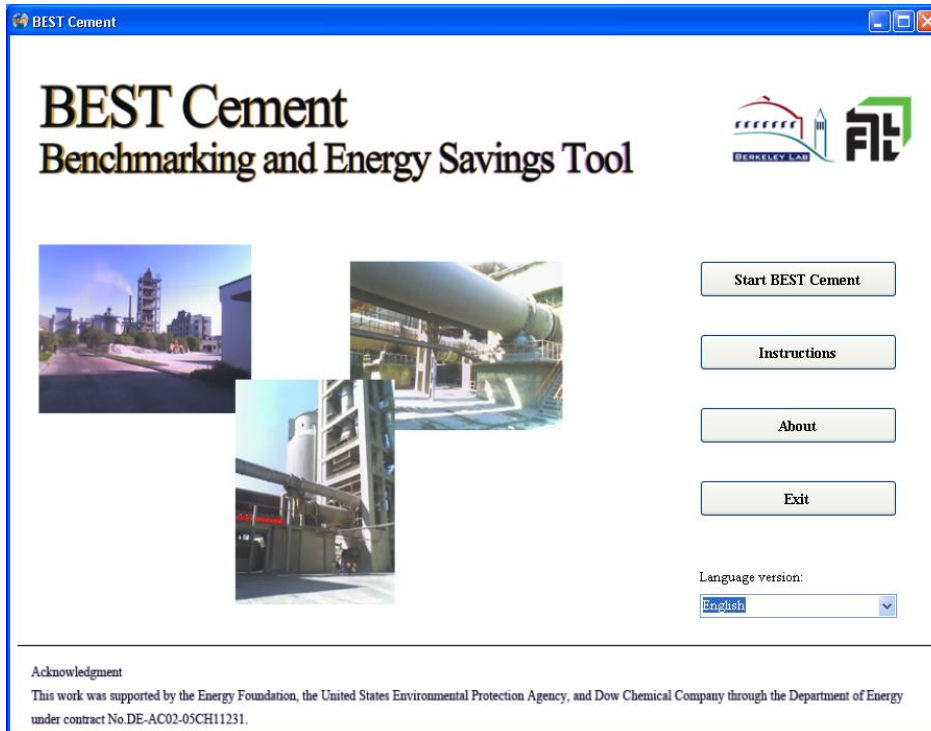 BEST Cement
BEST Cement
Benchmarking and Energy Savings Tool
BERKELEY LAB
Start BEST Cement
Instructions
About
Exit
Language version:
English
Acknowledgment
This work was supported by the Energy Foundation, the United States Environmental Protection Agency, and Dow Chemical Company through the Department of Energy
under contract No.DE-AC02-05CH11231.